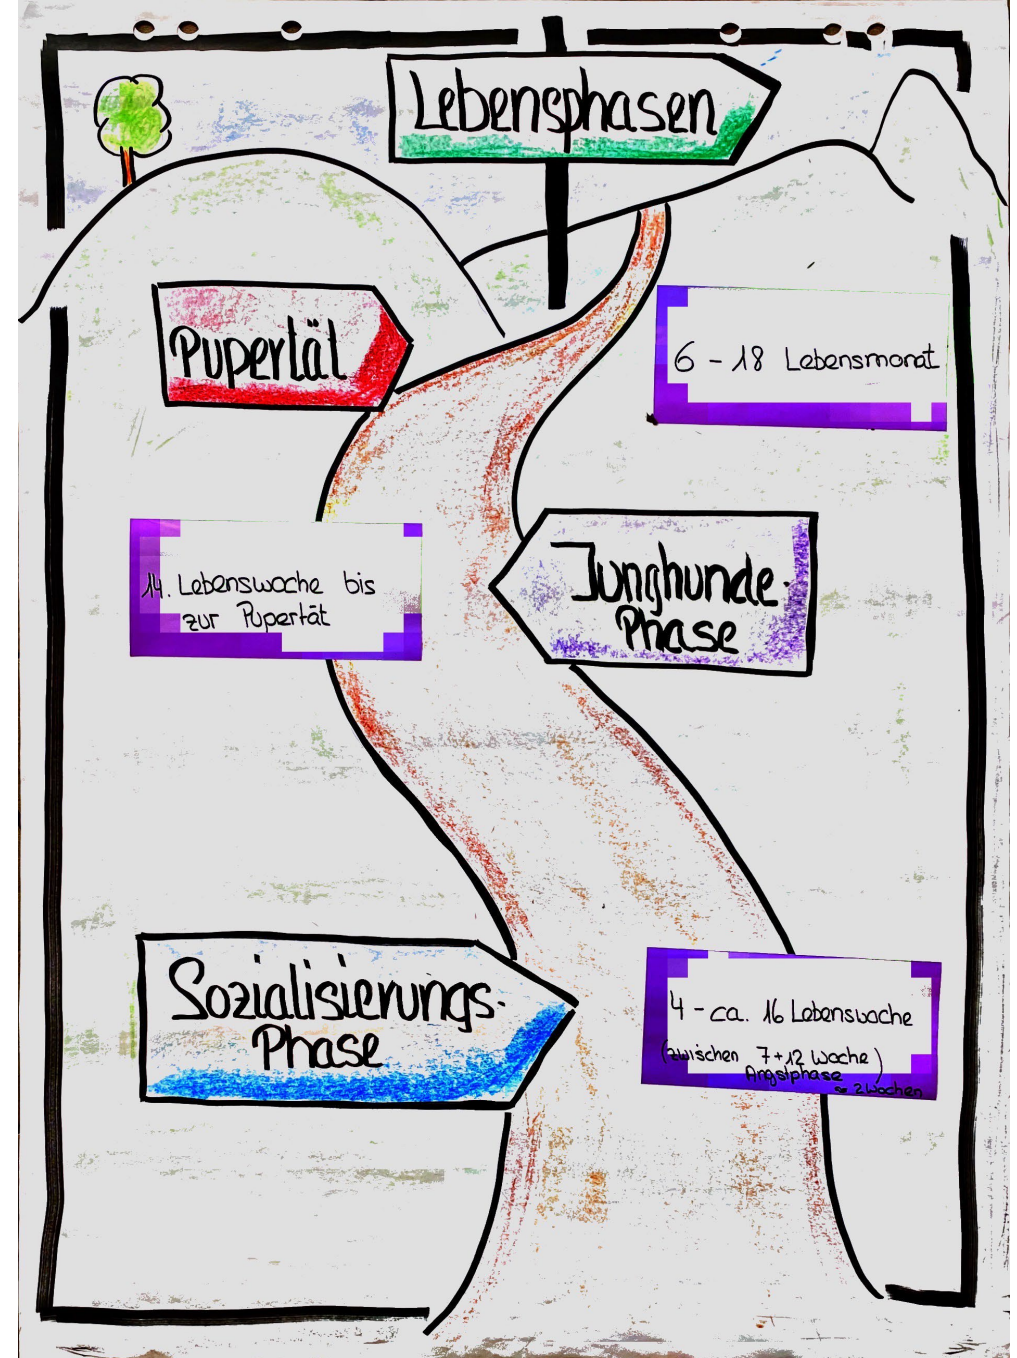 Lebensphasen
Pupertät
6 - 18 Lebensmonat
14. Lebenswoche bis
zur Pupertät
Junghunde-
Phase
Sozialisierungs-
Phase
4 - ca. 16 Lebenswoche
(zwischen 7+12 Woche)
Angstphase
2 Wochen